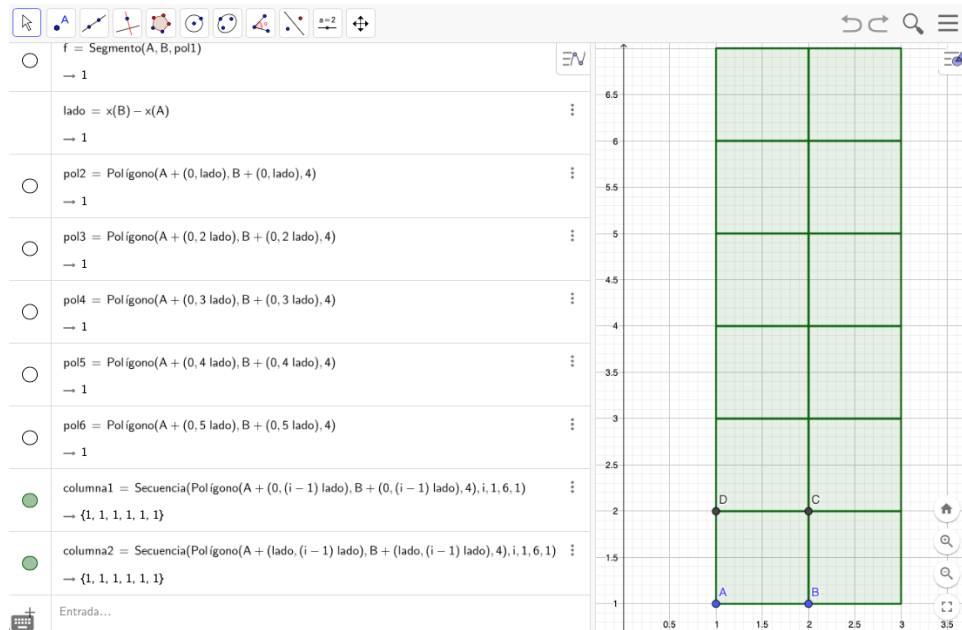 A
a=2
f = Segmento(A, B, pol1)
→ 1
lado = x(B) − x(A)
→ 1
pol2 = Polígono(A + (0, lado), B + (0, lado), 4)
→ 1
pol3 = Polígono(A + (0, 2 lado), B + (0, 2 lado), 4)
→ 1
pol4 = Polígono(A + (0, 3 lado), B + (0, 3 lado), 4)
→ 1
pol5 = Polígono(A + (0, 4 lado), B + (0, 4 lado), 4)
→ 1
pol6 = Polígono(A + (0, 5 lado), B + (0, 5 lado), 4)
→ 1
columna1 = Secuencia(Polígono(A + (0, (i − 1) lado), B + (0, (i − 1) lado), 4), i, 1, 6, 1)
→ {1, 1, 1, 1, 1, 1}
columna2 = Secuencia(Polígono(A + (lado, (i − 1) lado), B + (lado, (i − 1) lado), 4), i, 1, 6, 1)
→ {1, 1, 1, 1, 1, 1}
Entrada...
6.5
6
5.5
5
4.5
4
3.5
3
2.5
2
1.5
1
D
C
A
B
0.5
1
1.5
2
2.5
3
3.5